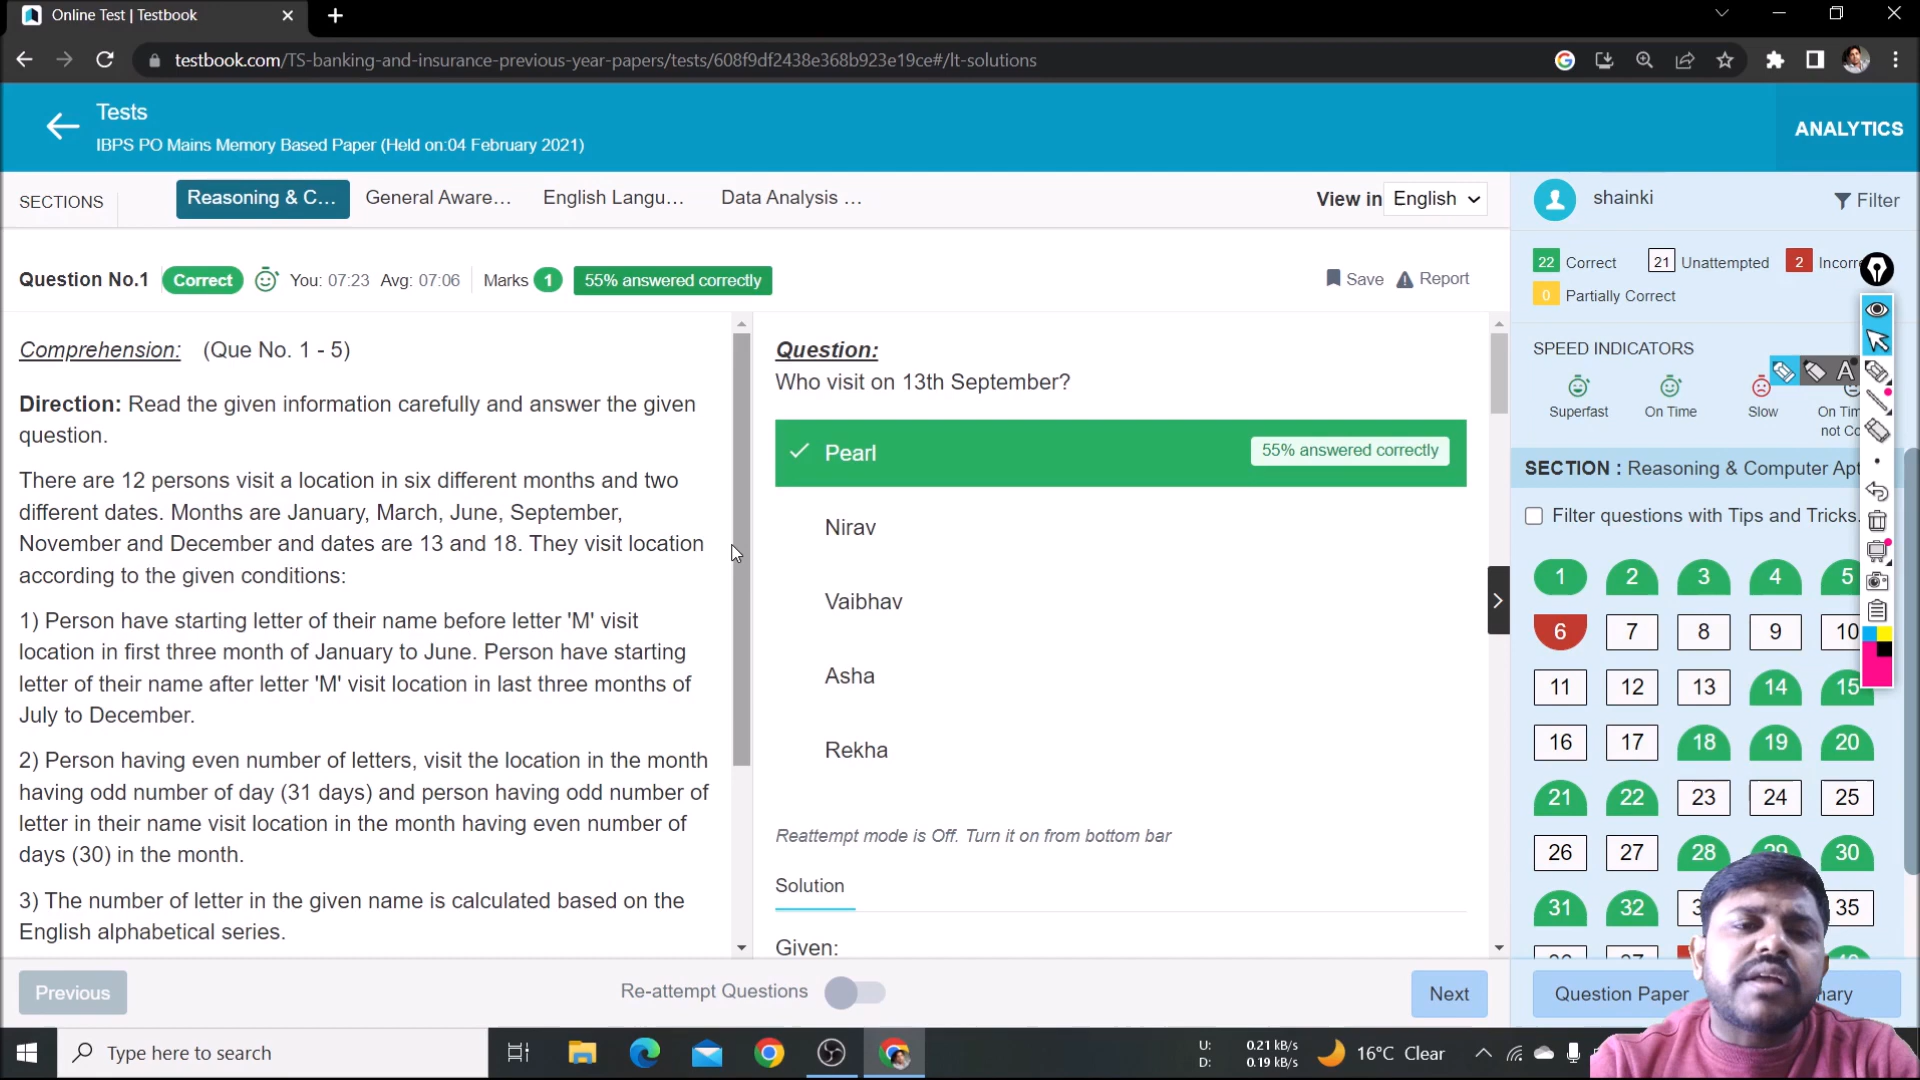 Online Test | Testbook
testbook.com/TS-banking-and-insurance-previous-year-papers/tests/608f9df2438e368b923e19ce#/lt-solutions
Tests
IBPS PO Mains Memory Based Paper (Held on:04 February 2021)
ANALYTICS
SECTIONS
Reasoning & C...
General Aware...
English Langu...
Data Analysis ...
View in English
shainki
Filter
Question No.1 Correct You: 07:23 Avg: 07:06 Marks 1 55% answered correctly
Save Report
22 Correct 21 Unattempted 2 Incorre
0 Partially Correct
SPEED INDICATORS
Superfast On Time Slow On Tim
not Co
A
SECTION : Reasoning & Computer Apt
Filter questions with Tips and Tricks.
Comprehension: (Que No. 1 - 5)
Direction: Read the given information carefully and answer the given
question.
There are 12 persons visit a location in six different months and two
different dates. Months are January, March, June, September,
November and December and dates are 13 and 18. They visit location
according to the given conditions:
1) Person have starting letter of their name before letter 'M' visit
location in first three month of January to June. Person have starting
letter of their name after letter 'M' visit location in last three months of
July to December.
2) Person having even number of letters, visit the location in the month
having odd number of day (31 days) and person having odd number of
letter in their name visit location in the month having even number of
days (30) in the month.
3) The number of letter in the given name is calculated based on the
English alphabetical series.
Question:
Who visit on 13th September?
Pearl 55% answered correctly
Nirav
Vaibhav
Asha
Rekha
Reattempt mode is Off. Turn it on from bottom bar
Solution
Given:
1 2 3 4 5
6 7 8 9 10
11 12 13 14 15
16 17 18 19 20
21 22 23 24 25
26 27 28 29 30
31 32 35
Previous
Re-attempt Questions
Next
Question Paper
Type here to search
U: 0.21 kB/s
D: 0.19 kB/s
16°C Clear